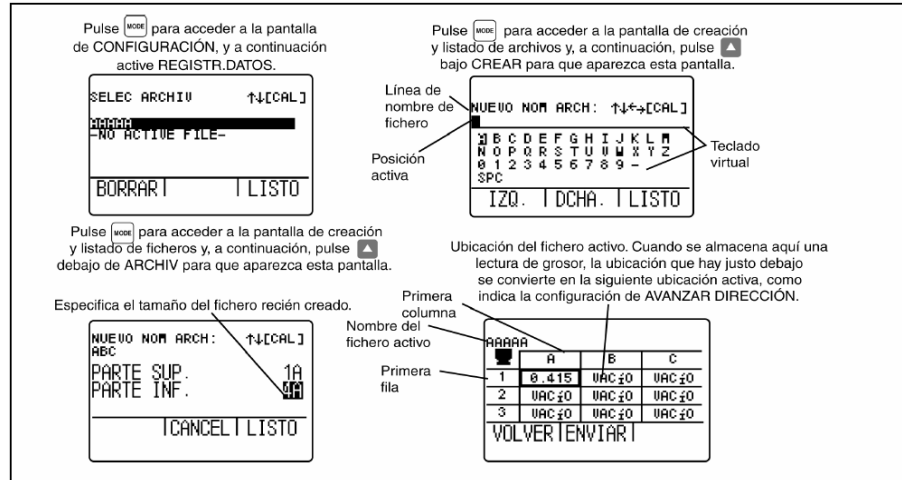 Pulse MODE para acceder a la pantalla
de CONFIGURACIÓN, y a continuación
active REGISTR.DATOS.
SELEC ARCHIV ↑↓[CAL]
AAAAA
-NO ACTIVE FILE-
BORRAR LISTO
Pulse MODE para acceder a la pantalla de creación
y listado de archivos y, a continuación, pulse ▲
bajo CREAR para que aparezca esta pantalla.
Línea de
nombre de
fichero
Posición
activa
NUEVO NOM ARCH: ↑↓←→[CAL]
A B C D E F G H I J K L M
N O P Q R S T U V W X Y Z
0 1 2 3 4 5 6 7 8 9 -
SPC
IZQ. DCHA. LISTO
Teclado
virtual
Pulse MODE para acceder a la pantalla de creación
y listado de ficheros y, a continuación, pulse ▲
debajo de ARCHIV para que aparezca esta pantalla.
Especifica el tamaño del fichero recién creado.
NUEVO NOM ARCH: ↑↓[CAL]
ABC
PARTE SUP. 1A
PARTE INF. 4A
CANCEL LISTO
Ubicación del fichero activo. Cuando se almacena aquí una
lectura de grosor, la ubicación que hay justo debajo
se convierte en la siguiente ubicación activa, como
indica la configuración de AVANZAR DIRECCIÓN.
Primera
columna
Nombre del
fichero activo
Primera
fila
AAAAA
A B C
1 0.415 VACíO VACíO
2 VACíO VACíO VACíO
3 VACíO VACíO VACíO
VOLVER ENVIAR